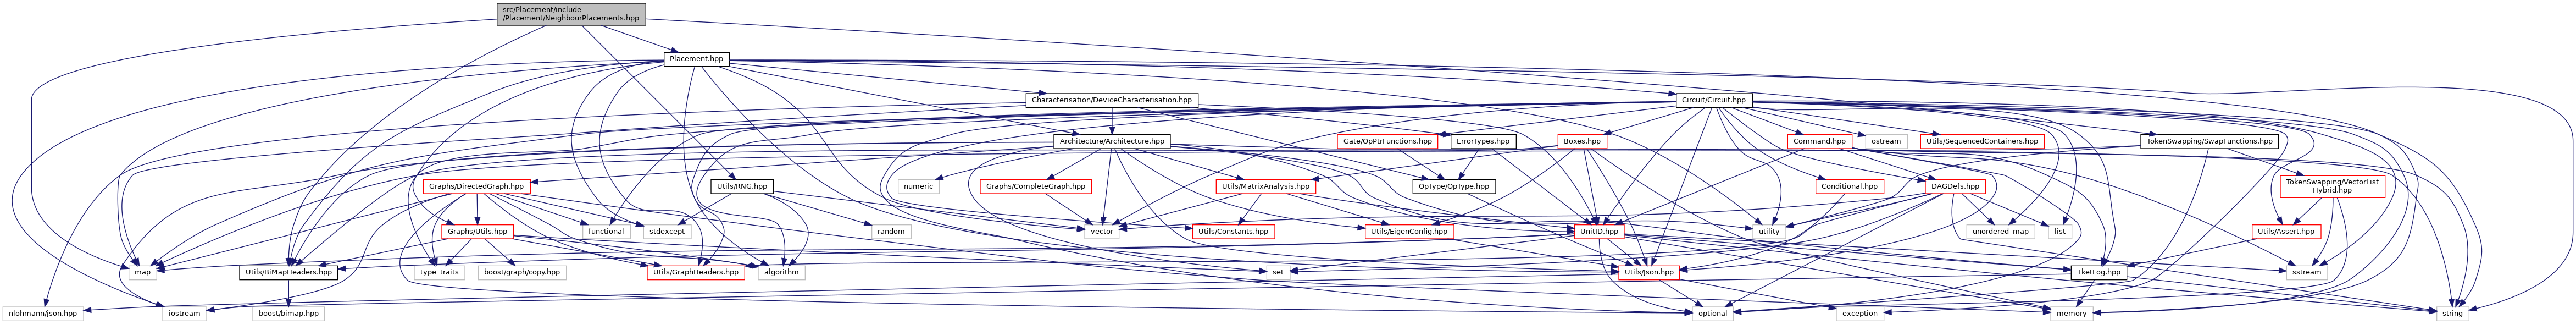 src/Placement/include
/Placement/NeighbourPlacements.hpp
Placement.hpp
Characterisation/DeviceCharacterisation.hpp
Circuit/Circuit.hpp
Architecture/Architecture.hpp
Gate/OpPtrFunctions.hpp
ErrorTypes.hpp
Boxes.hpp
Command.hpp
ostream
Utils/SequencedContainers.hpp
TokenSwapping/SwapFunctions.hpp
Graphs/DirectedGraph.hpp
Utils/RNG.hpp
numeric
Graphs/CompleteGraph.hpp
Utils/MatrixAnalysis.hpp
OpType/OpType.hpp
Conditional.hpp
DAGDefs.hpp
TokenSwapping/VectorList
Hybrid.hpp
Graphs/Utils.hpp
functional
stdexcept
random
vector
Utils/Constants.hpp
Utils/EigenConfig.hpp
UnitID.hpp
utility
unordered_map
list
Utils/Assert.hpp
map
Utils/BiMapHeaders.hpp
type_traits
boost/graph/copy.hpp
Utils/GraphHeaders.hpp
algorithm
set
Utils/Json.hpp
TketLog.hpp
sstream
nlohmann/json.hpp
iostream
boost/bimap.hpp
optional
exception
memory
string